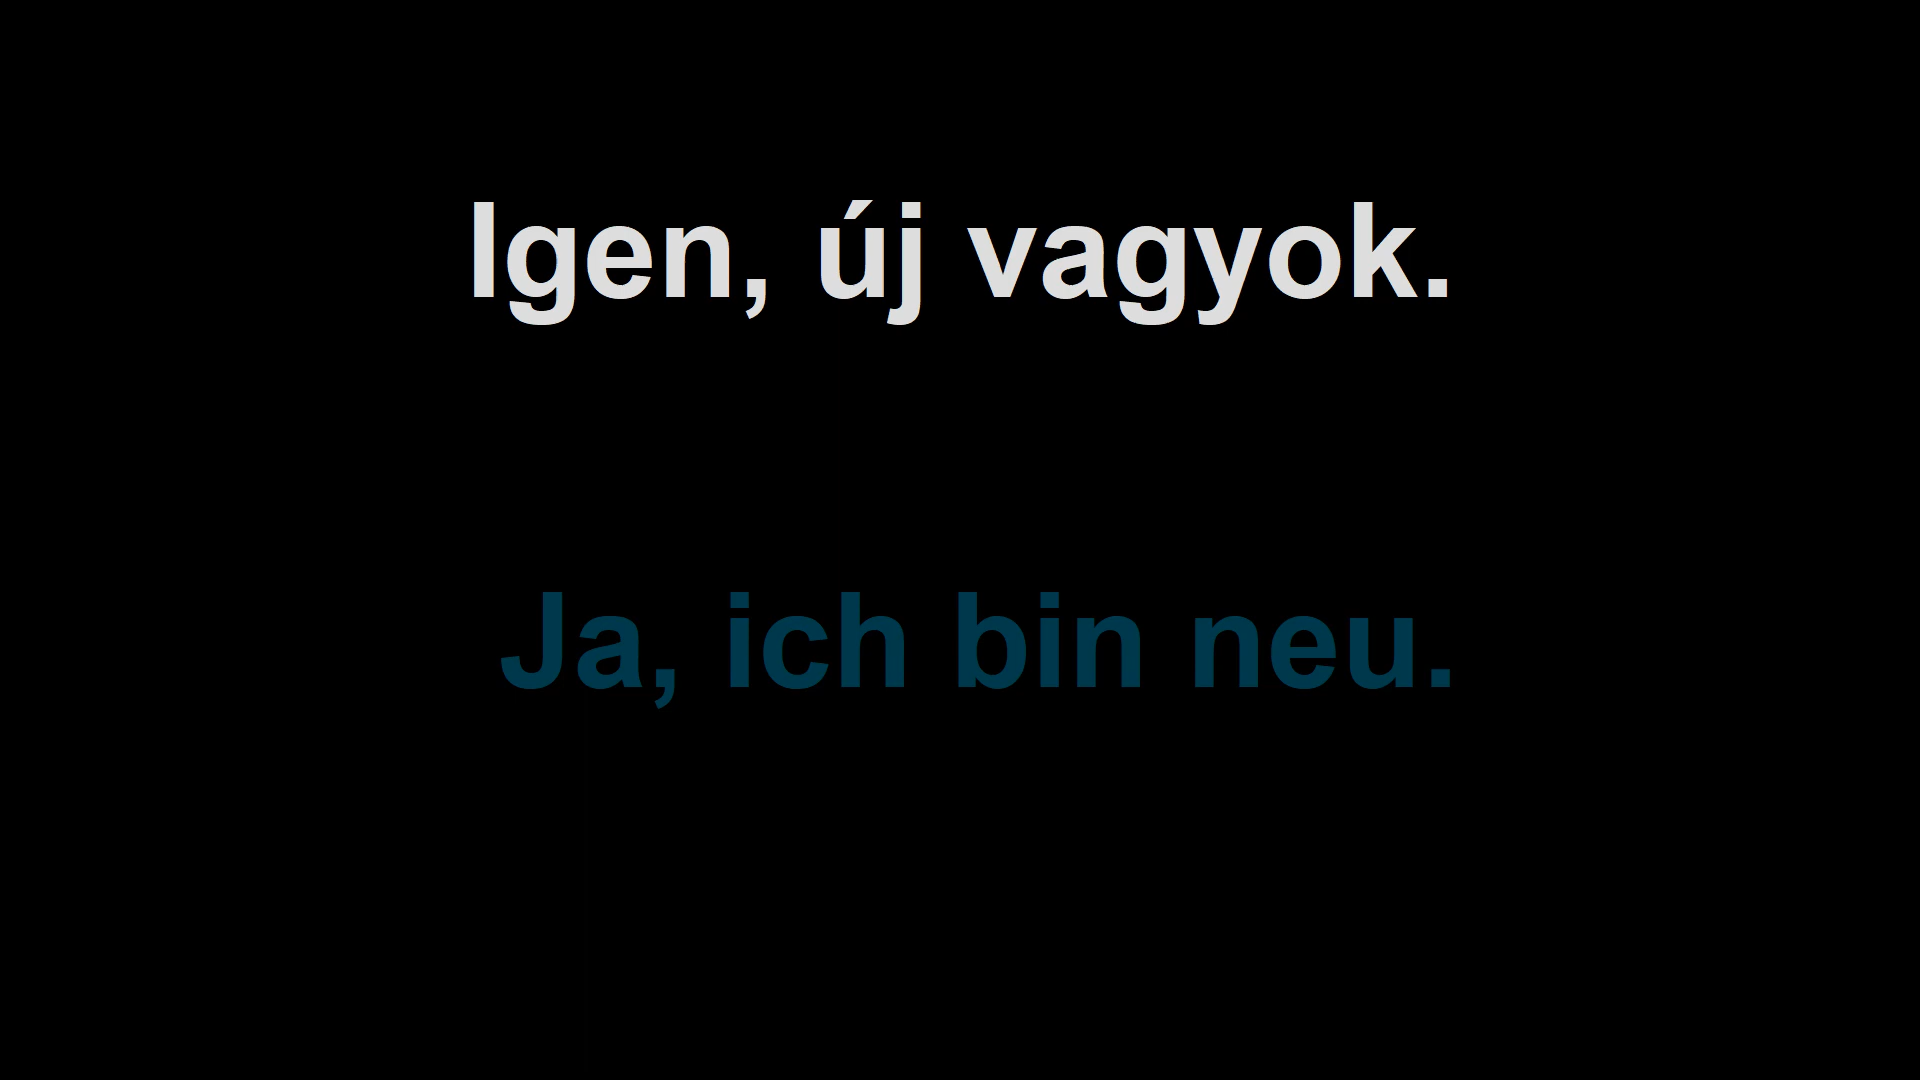 Igen, új vagyok.
Ja, ich bin neu.